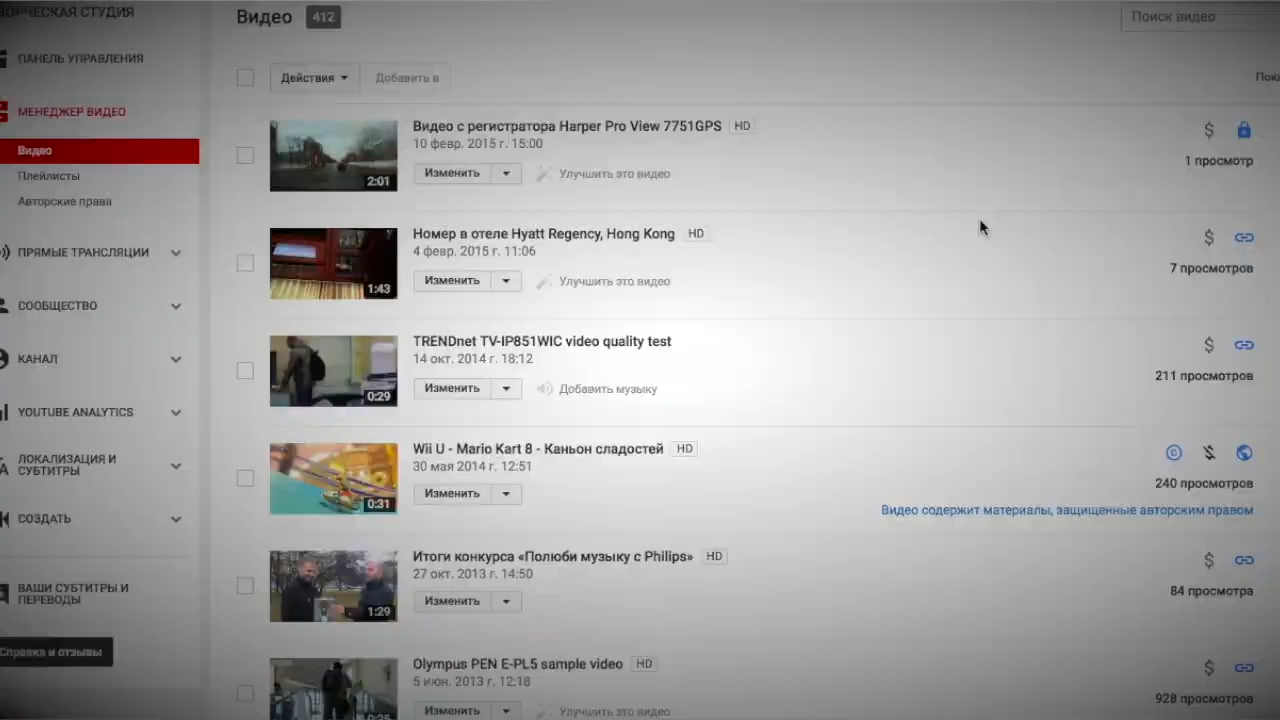 ТВОРЧЕСКАЯ СТУДИЯ
ПАНЕЛЬ УПРАВЛЕНИЯ
МЕНЕДЖЕР ВИДЕО
Видео
Плейлисты
Авторские права
ПРЯМЫЕ ТРАНСЛЯЦИИ
СООБЩЕСТВО
КАНАЛ
YOUTUBE ANALYTICS
ЛОКАЛИЗАЦИЯ И
СУБТИТРЫ
СОЗДАТЬ
ВАШИ СУБТИТРЫ И
ПЕРЕВОДЫ
Справка и отзывы
Видео 412
Поиск видео
Действия Добавить в
Видео с регистратора Harper Pro View 7751GPS HD
10 февр. 2015 г. 15:00
Изменить Улучшить это видео
2:01
1 просмотр
Номер в отеле Hyatt Regency, Hong Kong HD
4 февр. 2015 г. 11:06
Изменить Улучшить это видео
1:43
7 просмотров
TRENDnet TV-IP851WIC video quality test
14 окт. 2014 г. 18:12
Изменить Добавить музыку
0:29
211 просмотров
Wii U - Mario Kart 8 - Каньон сладостей HD
30 мая 2014 г. 12:51
Изменить
0:31
240 просмотров
Видео содержит материалы, защищенные авторским правом
Итоги конкурса «Полюби музыку с Philips» HD
27 окт. 2013 г. 14:50
Изменить
1:29
84 просмотра
Olympus PEN E-PL5 sample video HD
5 июн. 2013 г. 12:18
Изменить Улучшить это видео
928 просмотров